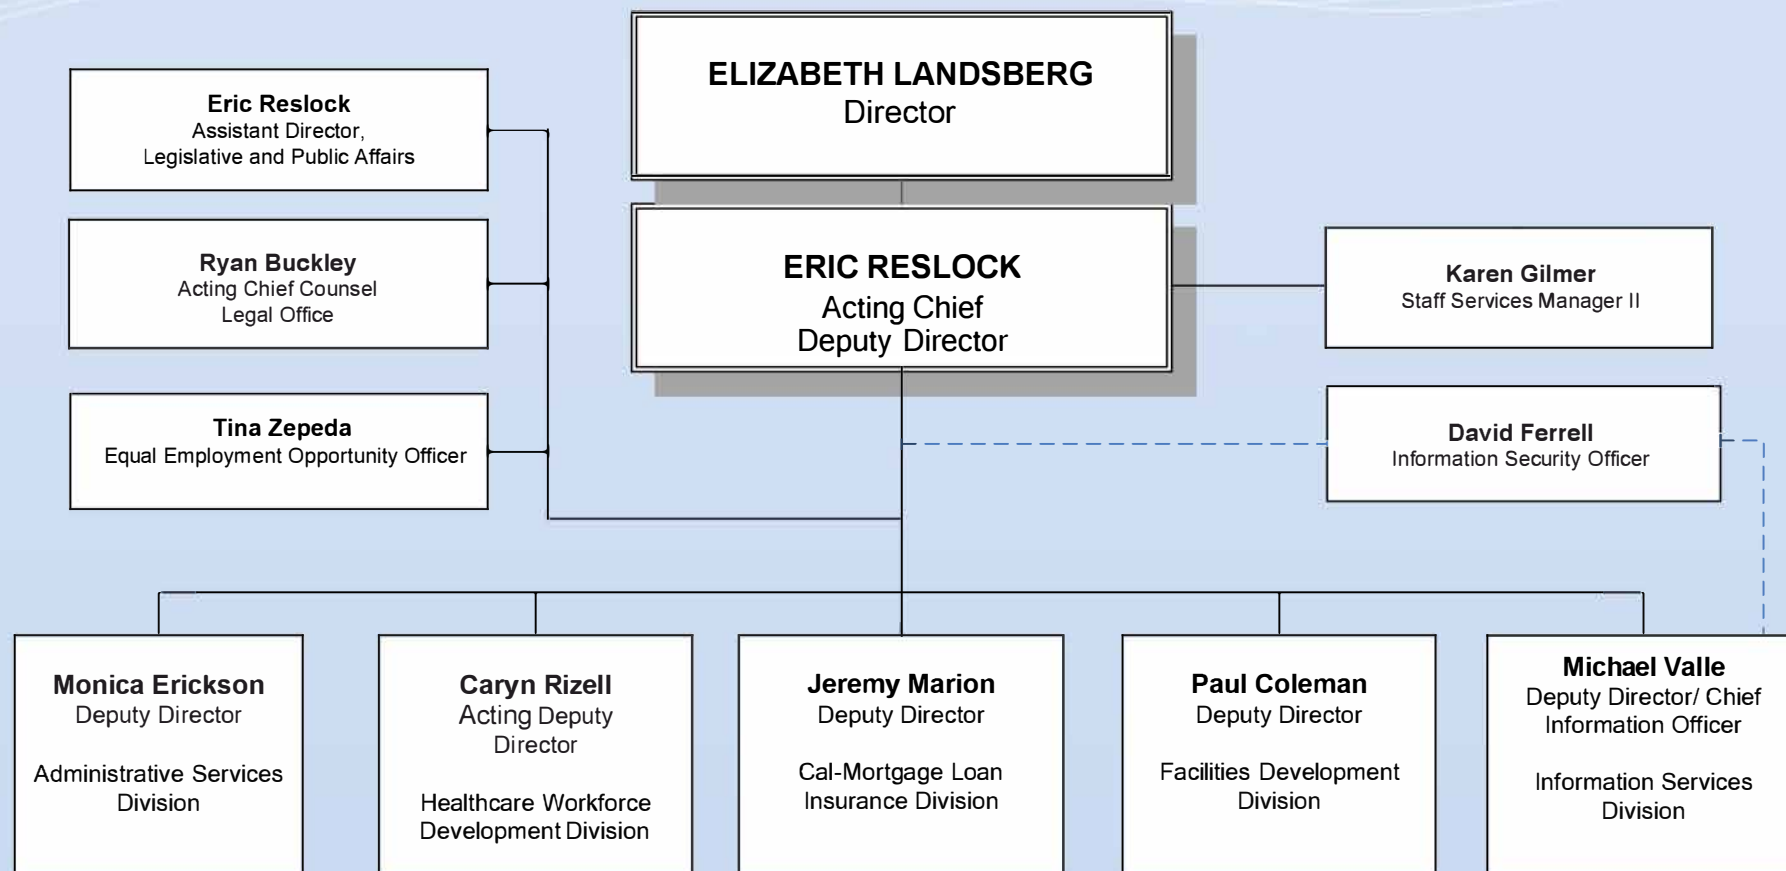 ELIZABETH LANDSBERG
Director
Eric Reslock
Assistant Director,
Legislative and Public Affairs
Ryan Buckley
Acting Chief Counsel
Legal Office
ERIC RESLOCK
Acting Chief
Deputy Director
Karen Gilmer
Staff Services Manager II
Tina Zepeda
Equal Employment Opportunity Officer
David Ferrell
Information Security Officer
Monica Erickson
Deputy Director
Administrative Services
Division
Caryn Rizell
Acting Deputy
Director
Healthcare Workforce
Development Division
Jeremy Marion
Deputy Director
Cal-Mortgage Loan
Insurance Division
Paul Coleman
Deputy Director
Facilities Development
Division
Michael Valle
Deputy Director/ Chief
Information Officer
Information Services
Division